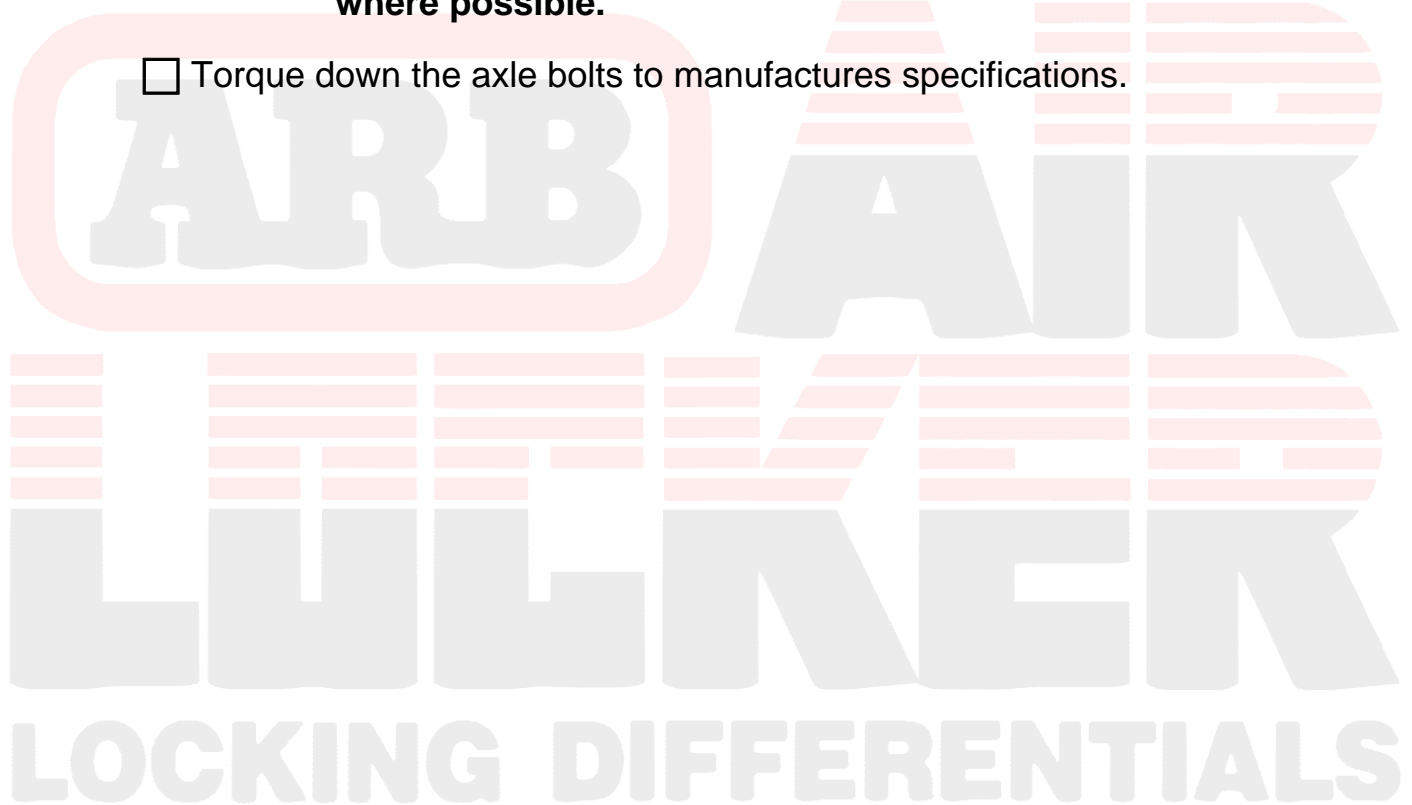 where possible.
Torque down the axle bolts to manufactures specifications.
ARB AIR
LOCKER
LOCKING DIFFERENTIALS